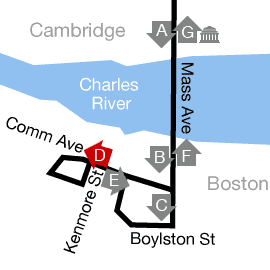 A
G
Cambridge
Mass Ave
Charles
River
Comm Ave
D
B
F
Kenmore St
E
C
Boston
Boylston St